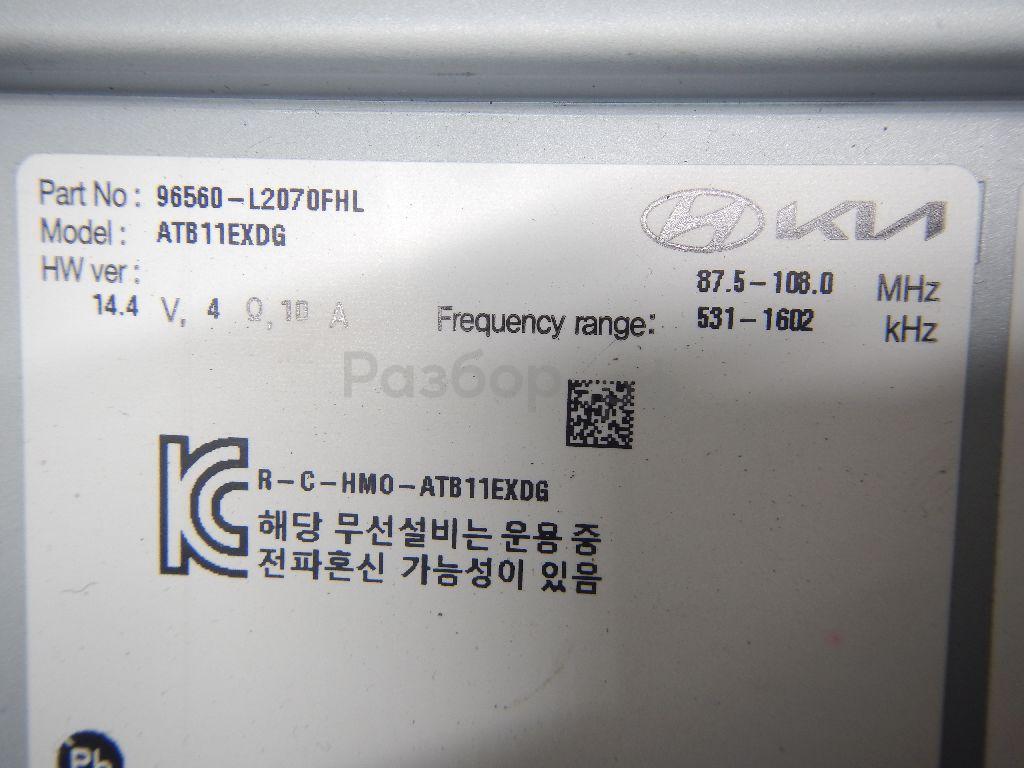 Part No : 96560-L2070FHL
Model : ATB11EXDG
HW ver :
14.4 V, 4 Ω, 10 A
KIA
87.5-108.0 MHz
Frequency range: 531-1602 kHz
Разбор
R-C-HMO-ATB11EXDG
해당 무선설비는 운용 중
전파혼신 가능성이 있음
Pb